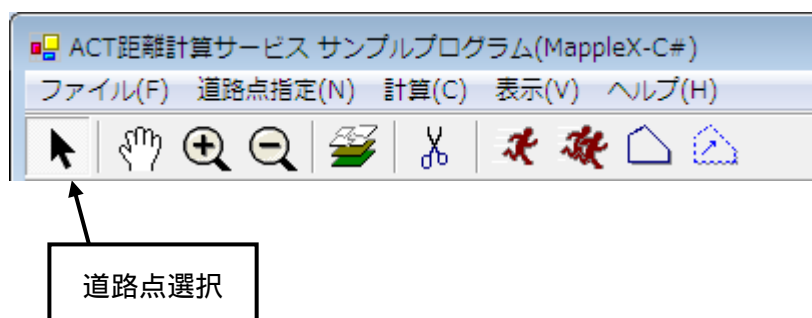 ACT距離計算サービス サンプルプログラム(MappleX-C#)
ファイル(F) 道路点指定(N) 計算(C) 表示(V) ヘルプ(H)
道路点選択